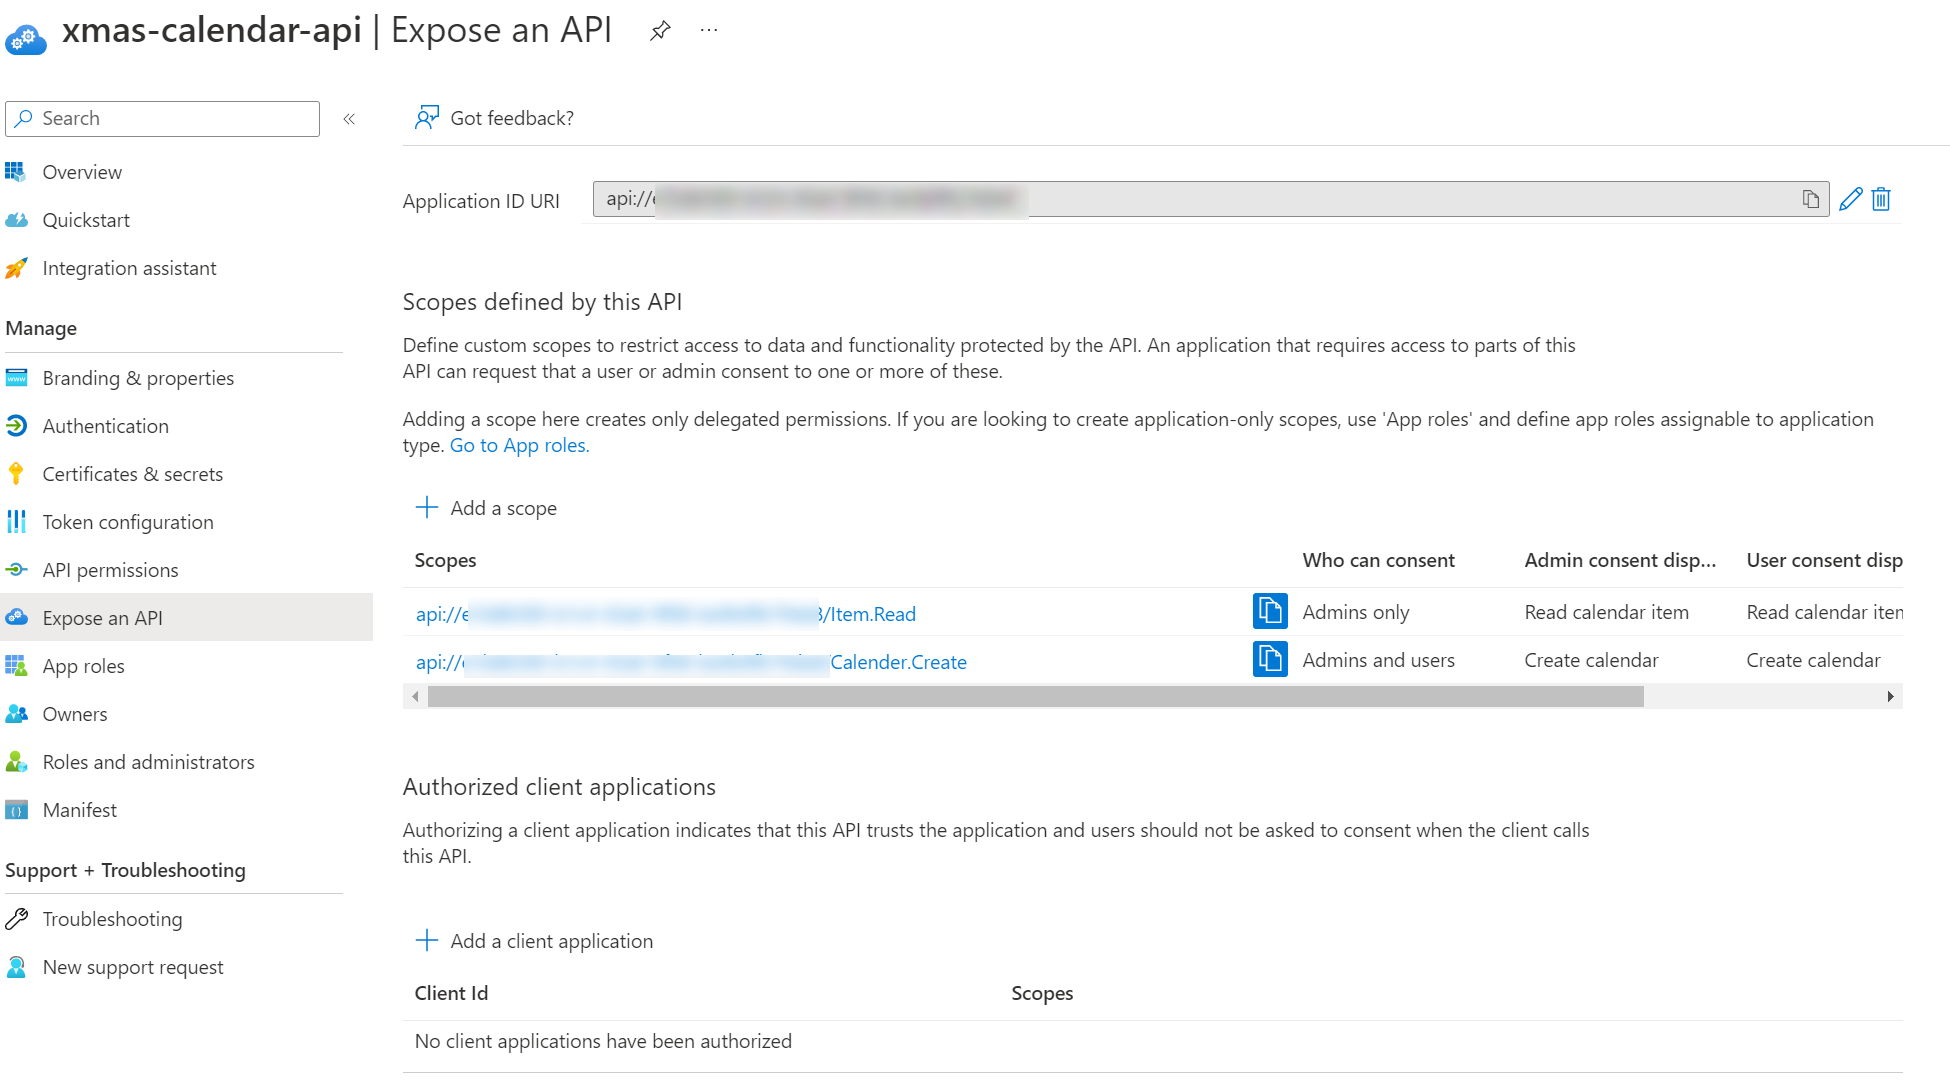 xmas-calendar-api | Expose an API
Search
Overview
Quickstart
Integration assistant
Manage
Branding & properties
Authentication
Certificates & secrets
Token configuration
API permissions
Expose an API
App roles
Owners
Roles and administrators
Manifest
Support + Troubleshooting
Troubleshooting
New support request
Got feedback?
Application ID URI
api://
Scopes defined by this API
Define custom scopes to restrict access to data and functionality protected by the API. An application that requires access to parts of this
API can request that a user or admin consent to one or more of these.
Adding a scope here creates only delegated permissions. If you are looking to create application-only scopes, use 'App roles' and define app roles assignable to application
type. Go to App roles.
Add a scope
Scopes Who can consent Admin consent disp... User consent disp
api:// /Item.Read Admins only Read calendar item Read calendar iten
api:// /Calender.Create Admins and users Create calendar Create calendar
Authorized client applications
Authorizing a client application indicates that this API trusts the application and users should not be asked to consent when the client calls
this API.
Add a client application
Client Id Scopes
No client applications have been authorized